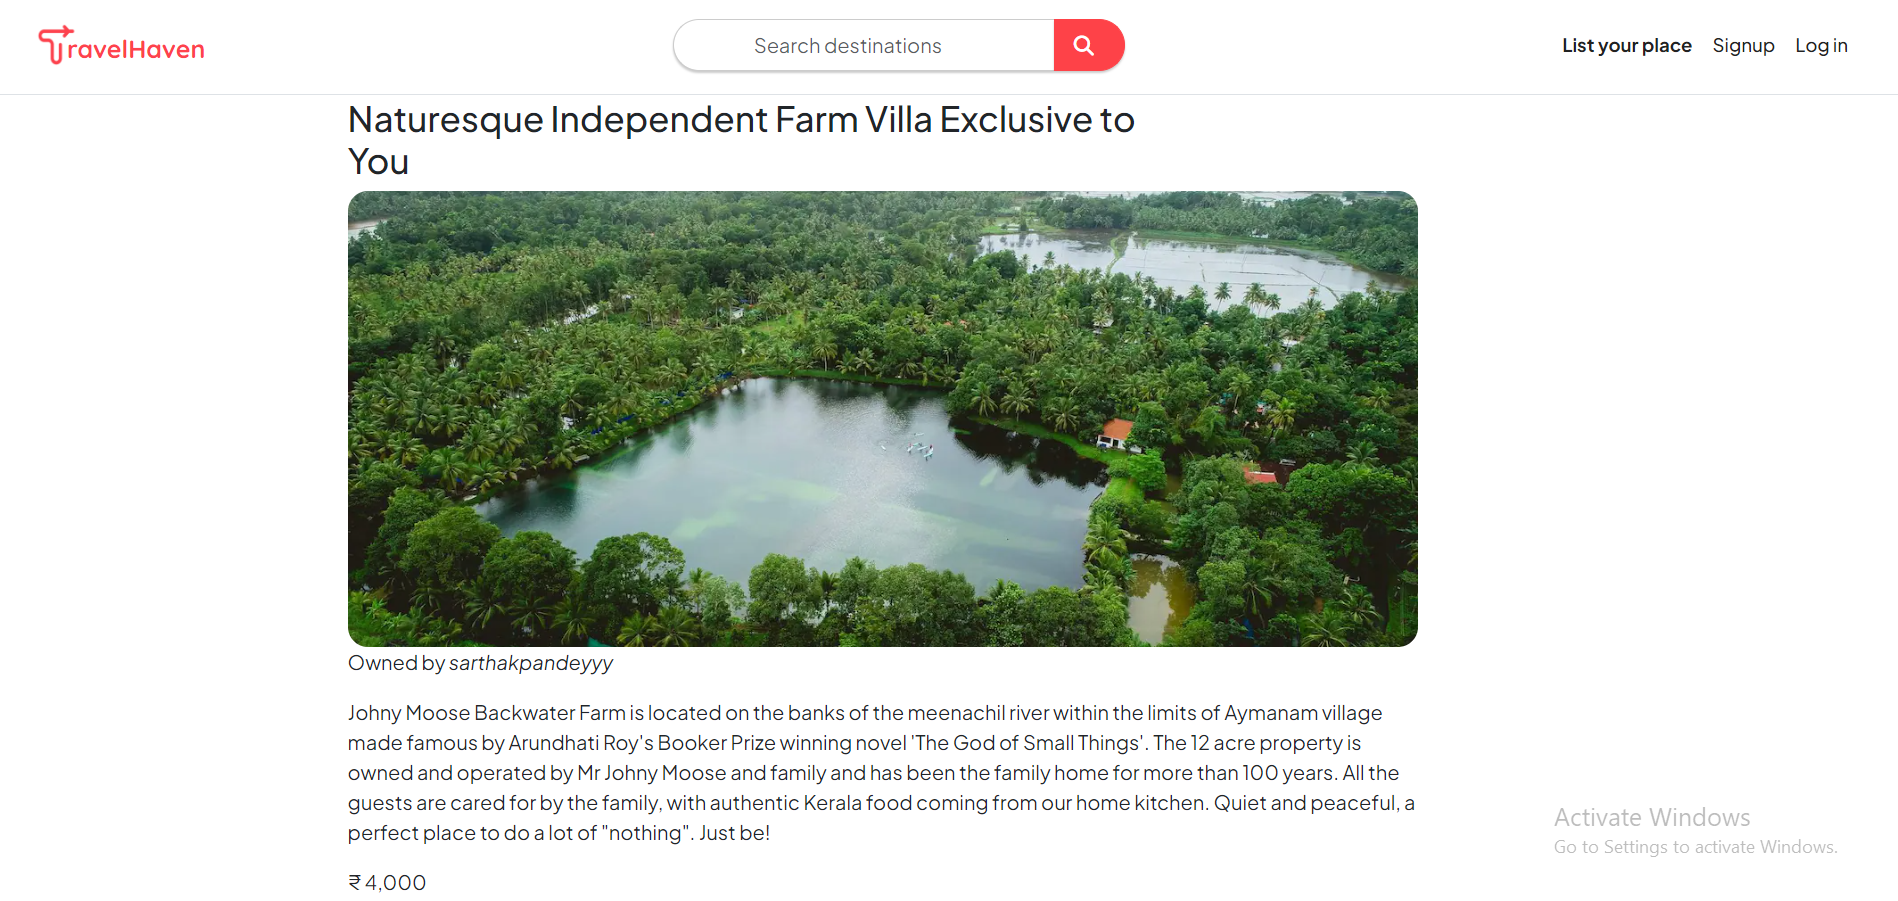 TravelHaven
Search destinations
List your place Signup Log in
Naturesque Independent Farm Villa Exclusive to
You
Owned by sarthakpandeyyy
Johny Moose Backwater Farm is located on the banks of the meenachil river within the limits of Aymanam village
made famous by Arundhati Roy's Booker Prize winning novel 'The God of Small Things'. The 12 acre property is
owned and operated by Mr Johny Moose and family and has been the family home for more than 100 years. All the
guests are cared for by the family, with authentic Kerala food coming from our home kitchen. Quiet and peaceful, a
perfect place to do a lot of "nothing". Just be!
₹ 4,000
Activate Windows
Go to Settings to activate Windows.